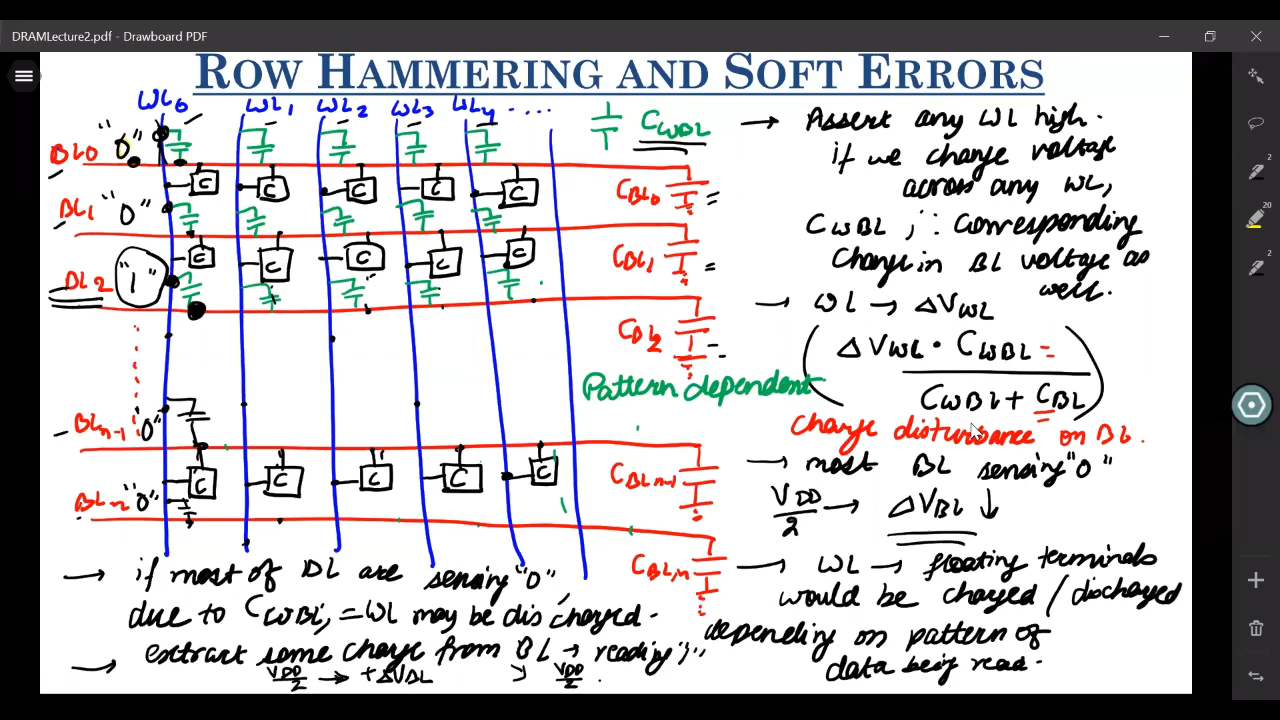 DRAMLecture2.pdf - Drawboard PDF
ROW HAMMERING AND SOFT ERRORS
WL0 WL1 WL2 WL3 WL4 ....
CWBL
BL0 "0"
BL1 "0"
BL2 "1"
BLn-1 "0"
BLn "0"
C C C C C
C C C C C
C C C C C
CBL0
CBL1
CBL2
CBLn-1
CBLn
Pattern dependent
→ Assert any WL high.
if we change voltage
across any WL,
CWBL ; ∵ corresponding
change in BL voltage as
well.
→ WL → ΔVWL
(ΔVWL · CWBL =
CWBL + CBL)
Charge disturbance on BL.
→ most BL sensing "0"
VDD/2 → ΔVBL ↓
→ WL → floating terminals
would be charged / discharged
depending on pattern of
data being read.
→ if most of BL are sensing "0",
due to CWBL, = WL may be discharged.
→ extract some charge from BL → reading "1"
VDD/2 → +ΔVBL ↘ VDD/2 .
2
20
2